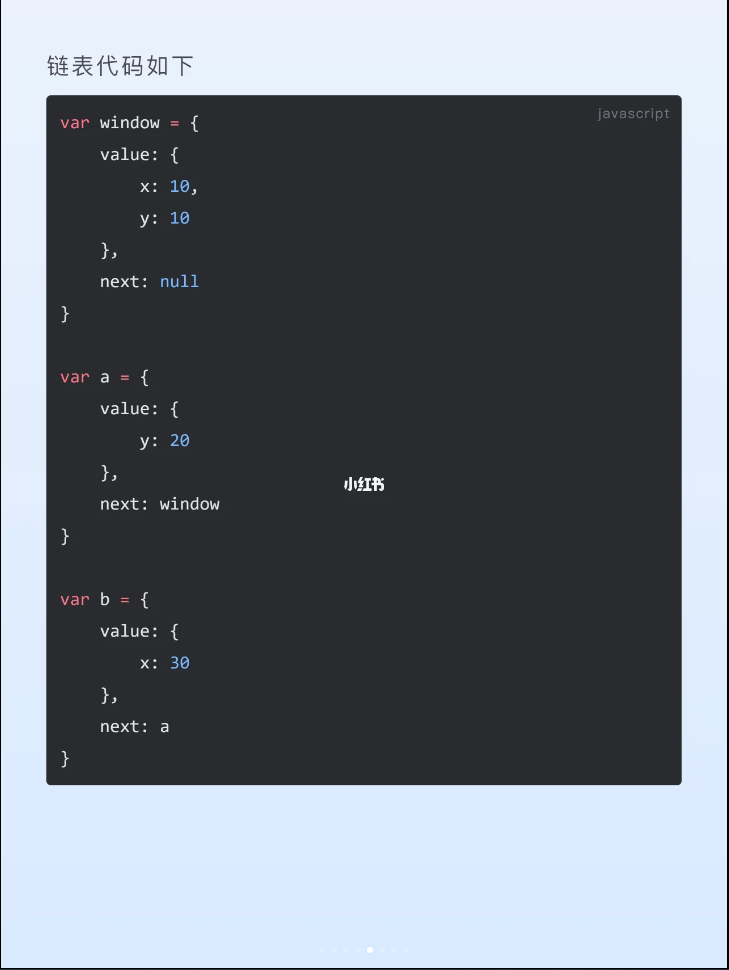 链表代码如下
javascript
var window = {
    value: {
        x: 10,
        y: 10
    },
    next: null
}

var a = {
    value: {
        y: 20
    },
    next: window
}

var b = {
    value: {
        x: 30
    },
    next: a
}
小红书